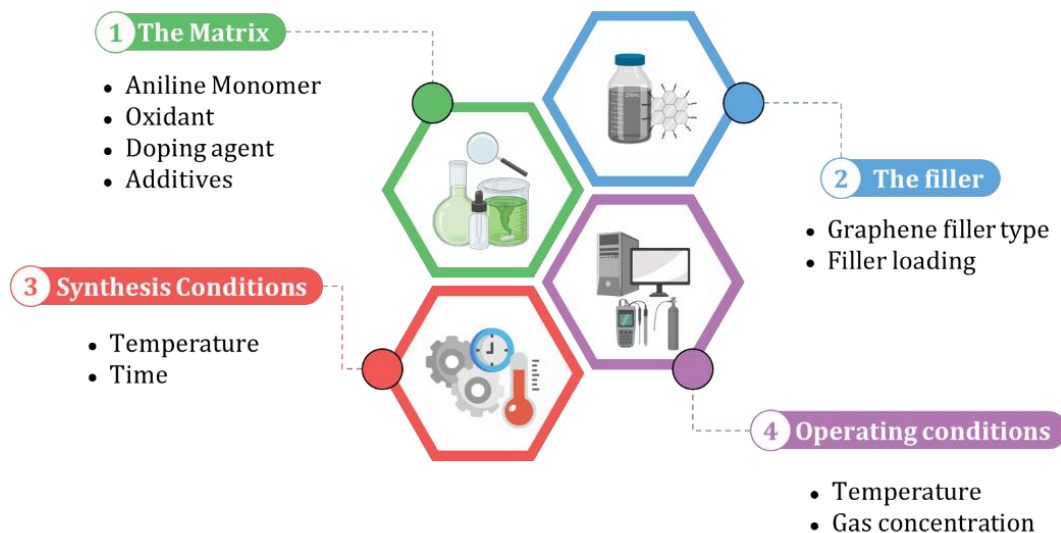 1 The Matrix
• Aniline Monomer
• Oxidant
• Doping agent
• Additives
2 The filler
• Graphene filler type
• Filler loading
3 Synthesis Conditions
• Temperature
• Time
4 Operating conditions
• Temperature
• Gas concentration